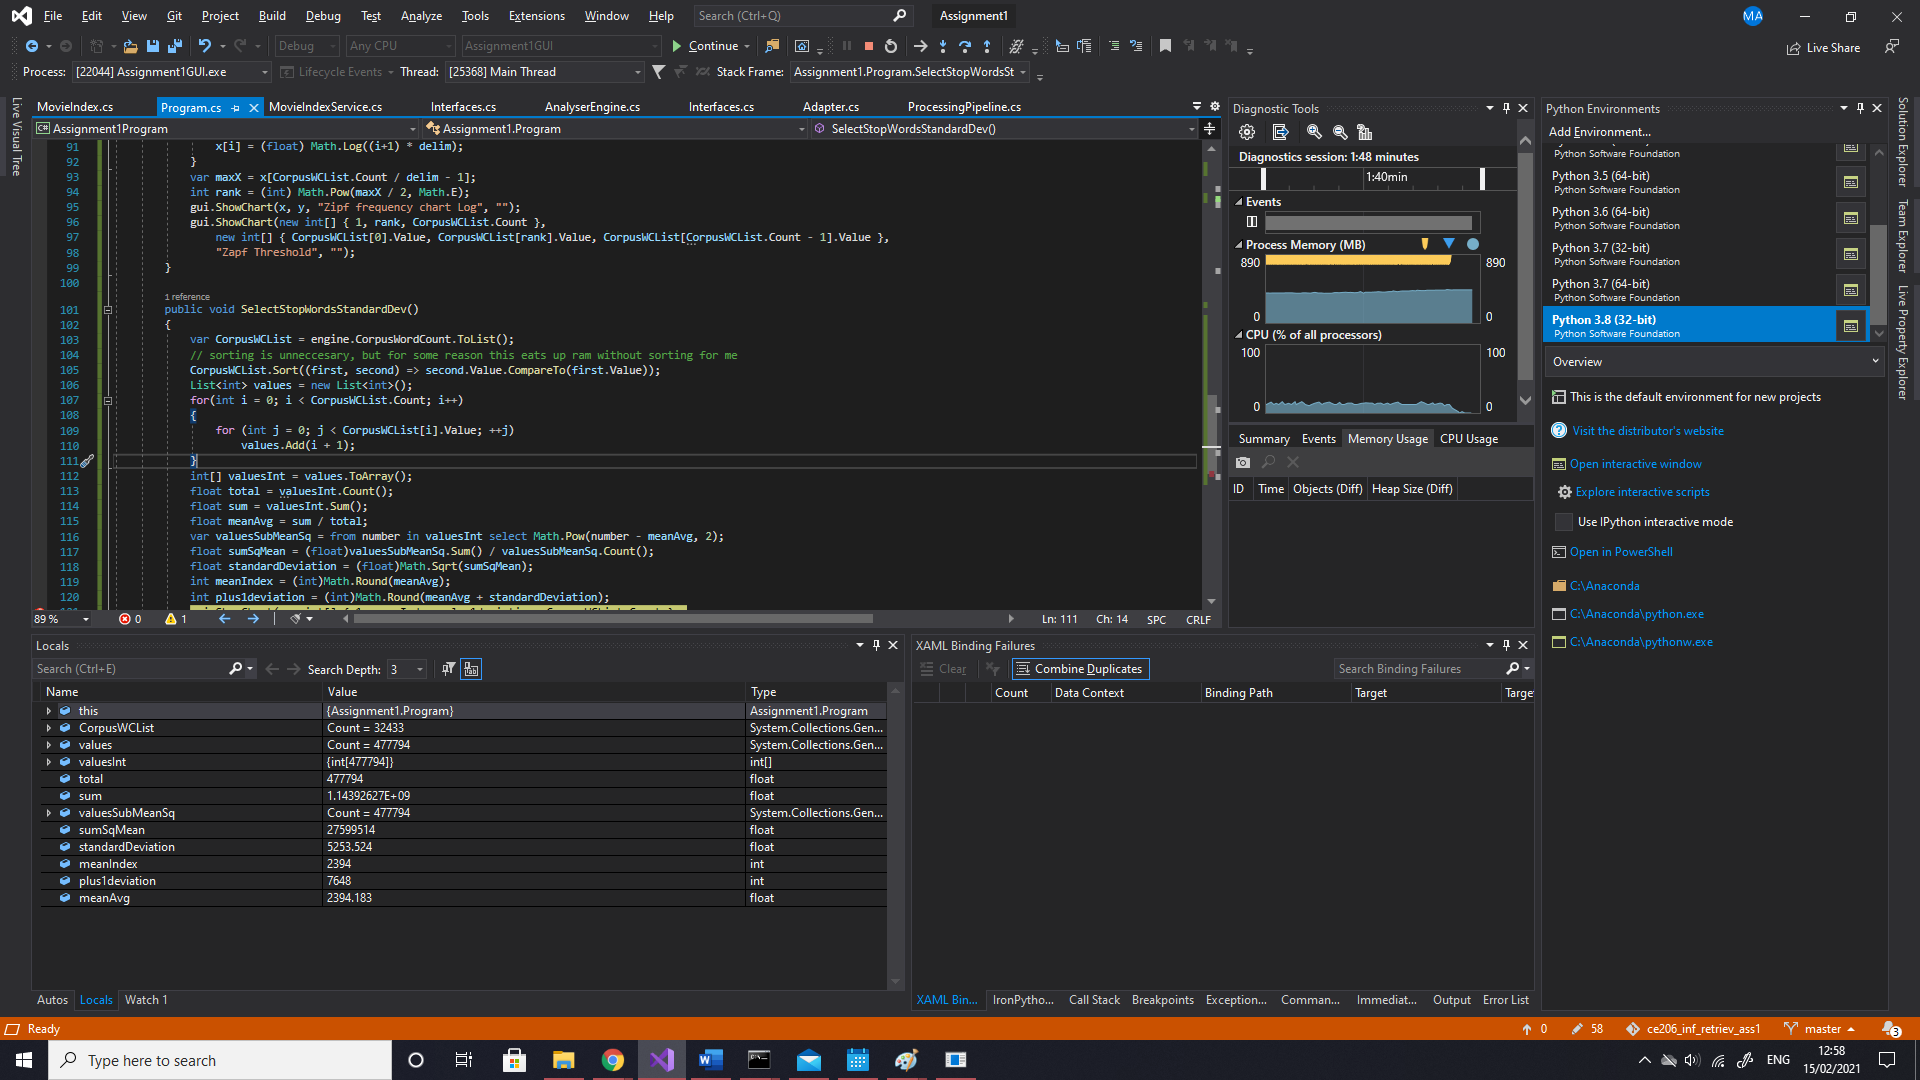 File Edit View Git Project Build Debug Test Analyze Tools Extensions Window Help Search (Ctrl+Q) Assignment1 MA
Debug Any CPU Assignment1GUI Continue Live Share
Process: [22044] Assignment1GUI.exe Lifecycle Events Thread: [25368] Main Thread Stack Frame: Assignment1.Program.SelectStopWordsSt
Live Visual Tree
MovieIndex.cs Program.cs MovieIndexService.cs Interfaces.cs AnalyserEngine.cs Interfaces.cs Adapter.cs ProcessingPipeline.cs
Assignment1Program Assignment1.Program SelectStopWordsStandardDev()
91 x[i] = (float) Math.Log((i+1) * delim);
92 }
93 var maxX = x[CorpusWCList.Count / delim - 1];
94 int rank = (int) Math.Pow(maxX / 2, Math.E);
95 gui.ShowChart(x, y, "Zipf frequency chart Log", "");
96 gui.ShowChart(new int[] { 1, rank, CorpusWCList.Count },
97 new int[] { CorpusWCList[0].Value, CorpusWCList[rank].Value, CorpusWCList[CorpusWCList.Count - 1].Value },
98 "Zapf Threshold", "");
99 }
100
1 reference
101 public void SelectStopWordsStandardDev()
102 {
103 var CorpusWCList = engine.CorpusWordCount.ToList();
104 // sorting is unneccesary, but for some reason this eats up ram without sorting for me
105 CorpusWCList.Sort((first, second) => second.Value.CompareTo(first.Value));
106 List<int> values = new List<int>();
107 for(int i = 0; i < CorpusWCList.Count; i++)
108 {
109 for (int j = 0; j < CorpusWCList[i].Value; ++j)
110 values.Add(i + 1);
111 }
112 int[] valuesInt = values.ToArray();
113 float total = valuesInt.Count();
114 float sum = valuesInt.Sum();
115 float meanAvg = sum / total;
116 var valuesSubMeanSq = from number in valuesInt select Math.Pow(number - meanAvg, 2);
117 float sumSqMean = (float)valuesSubMeanSq.Sum() / valuesSubMeanSq.Count();
118 float standardDeviation = (float)Math.Sqrt(sumSqMean);
119 int meanIndex = (int)Math.Round(meanAvg);
120 int plus1deviation = (int)Math.Round(meanAvg + standardDeviation);
89 % 0 1 Ln: 111 Ch: 14 SPC CRLF
Diagnostic Tools
Diagnostics session: 1:48 minutes
1:40min
Events
Process Memory (MB)
890 890
0 0
CPU (% of all processors)
100 100
0 0
Summary Events Memory Usage CPU Usage
ID Time Objects (Diff) Heap Size (Diff)
Python Environments
Add Environment...
Python Software Foundation
Python 3.5 (64-bit)
Python Software Foundation
Python 3.6 (64-bit)
Python Software Foundation
Python 3.7 (32-bit)
Python Software Foundation
Python 3.7 (64-bit)
Python Software Foundation
Python 3.8 (32-bit)
Python Software Foundation
Overview
This is the default environment for new projects
Visit the distributor's website
Open interactive window
Explore interactive scripts
Use IPython interactive mode
Open in PowerShell
C:\Anaconda
C:\Anaconda\python.exe
C:\Anaconda\pythonw.exe
Solution Explorer
Team Explorer
Live Property Explorer
Locals
Search (Ctrl+E) Search Depth: 3
Name Value Type
this {Assignment1.Program} Assignment1.Program
CorpusWCList Count = 32433 System.Collections.Gen...
values Count = 477794 System.Collections.Gen...
valuesInt {int[477794]} int[]
total 477794 float
sum 1.14392627E+09 float
valuesSubMeanSq Count = 477794 System.Collections.Gen...
sumSqMean 27599514 float
standardDeviation 5253.524 float
meanIndex 2394 int
plus1deviation 7648 int
meanAvg 2394.183 float
Autos Locals Watch 1
XAML Binding Failures
Clear Combine Duplicates Search Binding Failures
Count Data Context Binding Path Target Targe
XAML Bin... IronPytho... Call Stack Breakpoints Exception... Comman... Immediat... Output Error List
Ready 0 58 ce206_inf_retriev_ass1 master 3
Type here to search ENG 12:58
15/02/2021